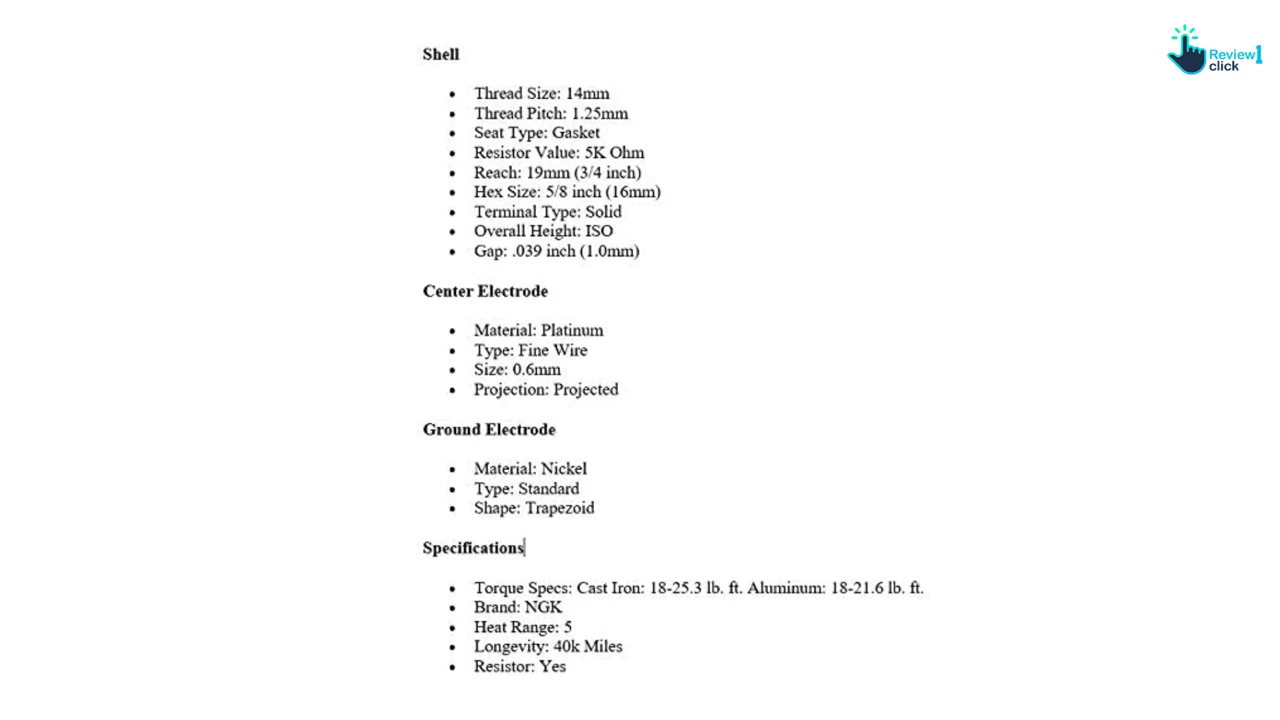 Review1
click
Shell
• Thread Size: 14mm
• Thread Pitch: 1.25mm
• Seat Type: Gasket
• Resistor Value: 5K Ohm
• Reach: 19mm (3/4 inch)
• Hex Size: 5/8 inch (16mm)
• Terminal Type: Solid
• Overall Height: ISO
• Gap: .039 inch (1.0mm)
Center Electrode
• Material: Platinum
• Type: Fine Wire
• Size: 0.6mm
• Projection: Projected
Ground Electrode
• Material: Nickel
• Type: Standard
• Shape: Trapezoid
Specifications
• Torque Specs: Cast Iron: 18-25.3 lb. ft. Aluminum: 18-21.6 lb. ft.
• Brand: NGK
• Heat Range: 5
• Longevity: 40k Miles
• Resistor: Yes